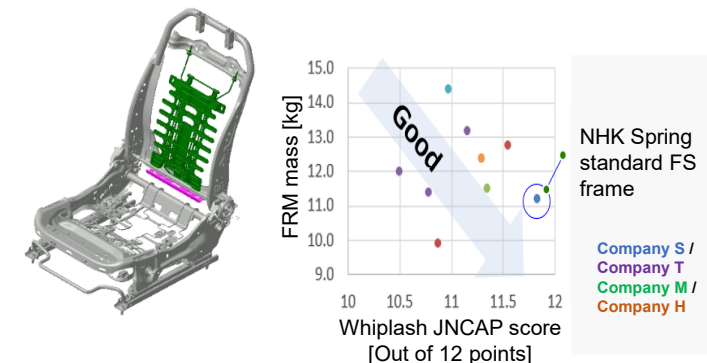 15.0
14.0
13.0
12.0
11.0
10.0
9.0
FRM mass [kg]
Good
10 10.5 11 11.5 12
Whiplash JNCAP score
[Out of 12 points]
NHK Spring
standard FS
frame
Company S /
Company T
Company M /
Company H